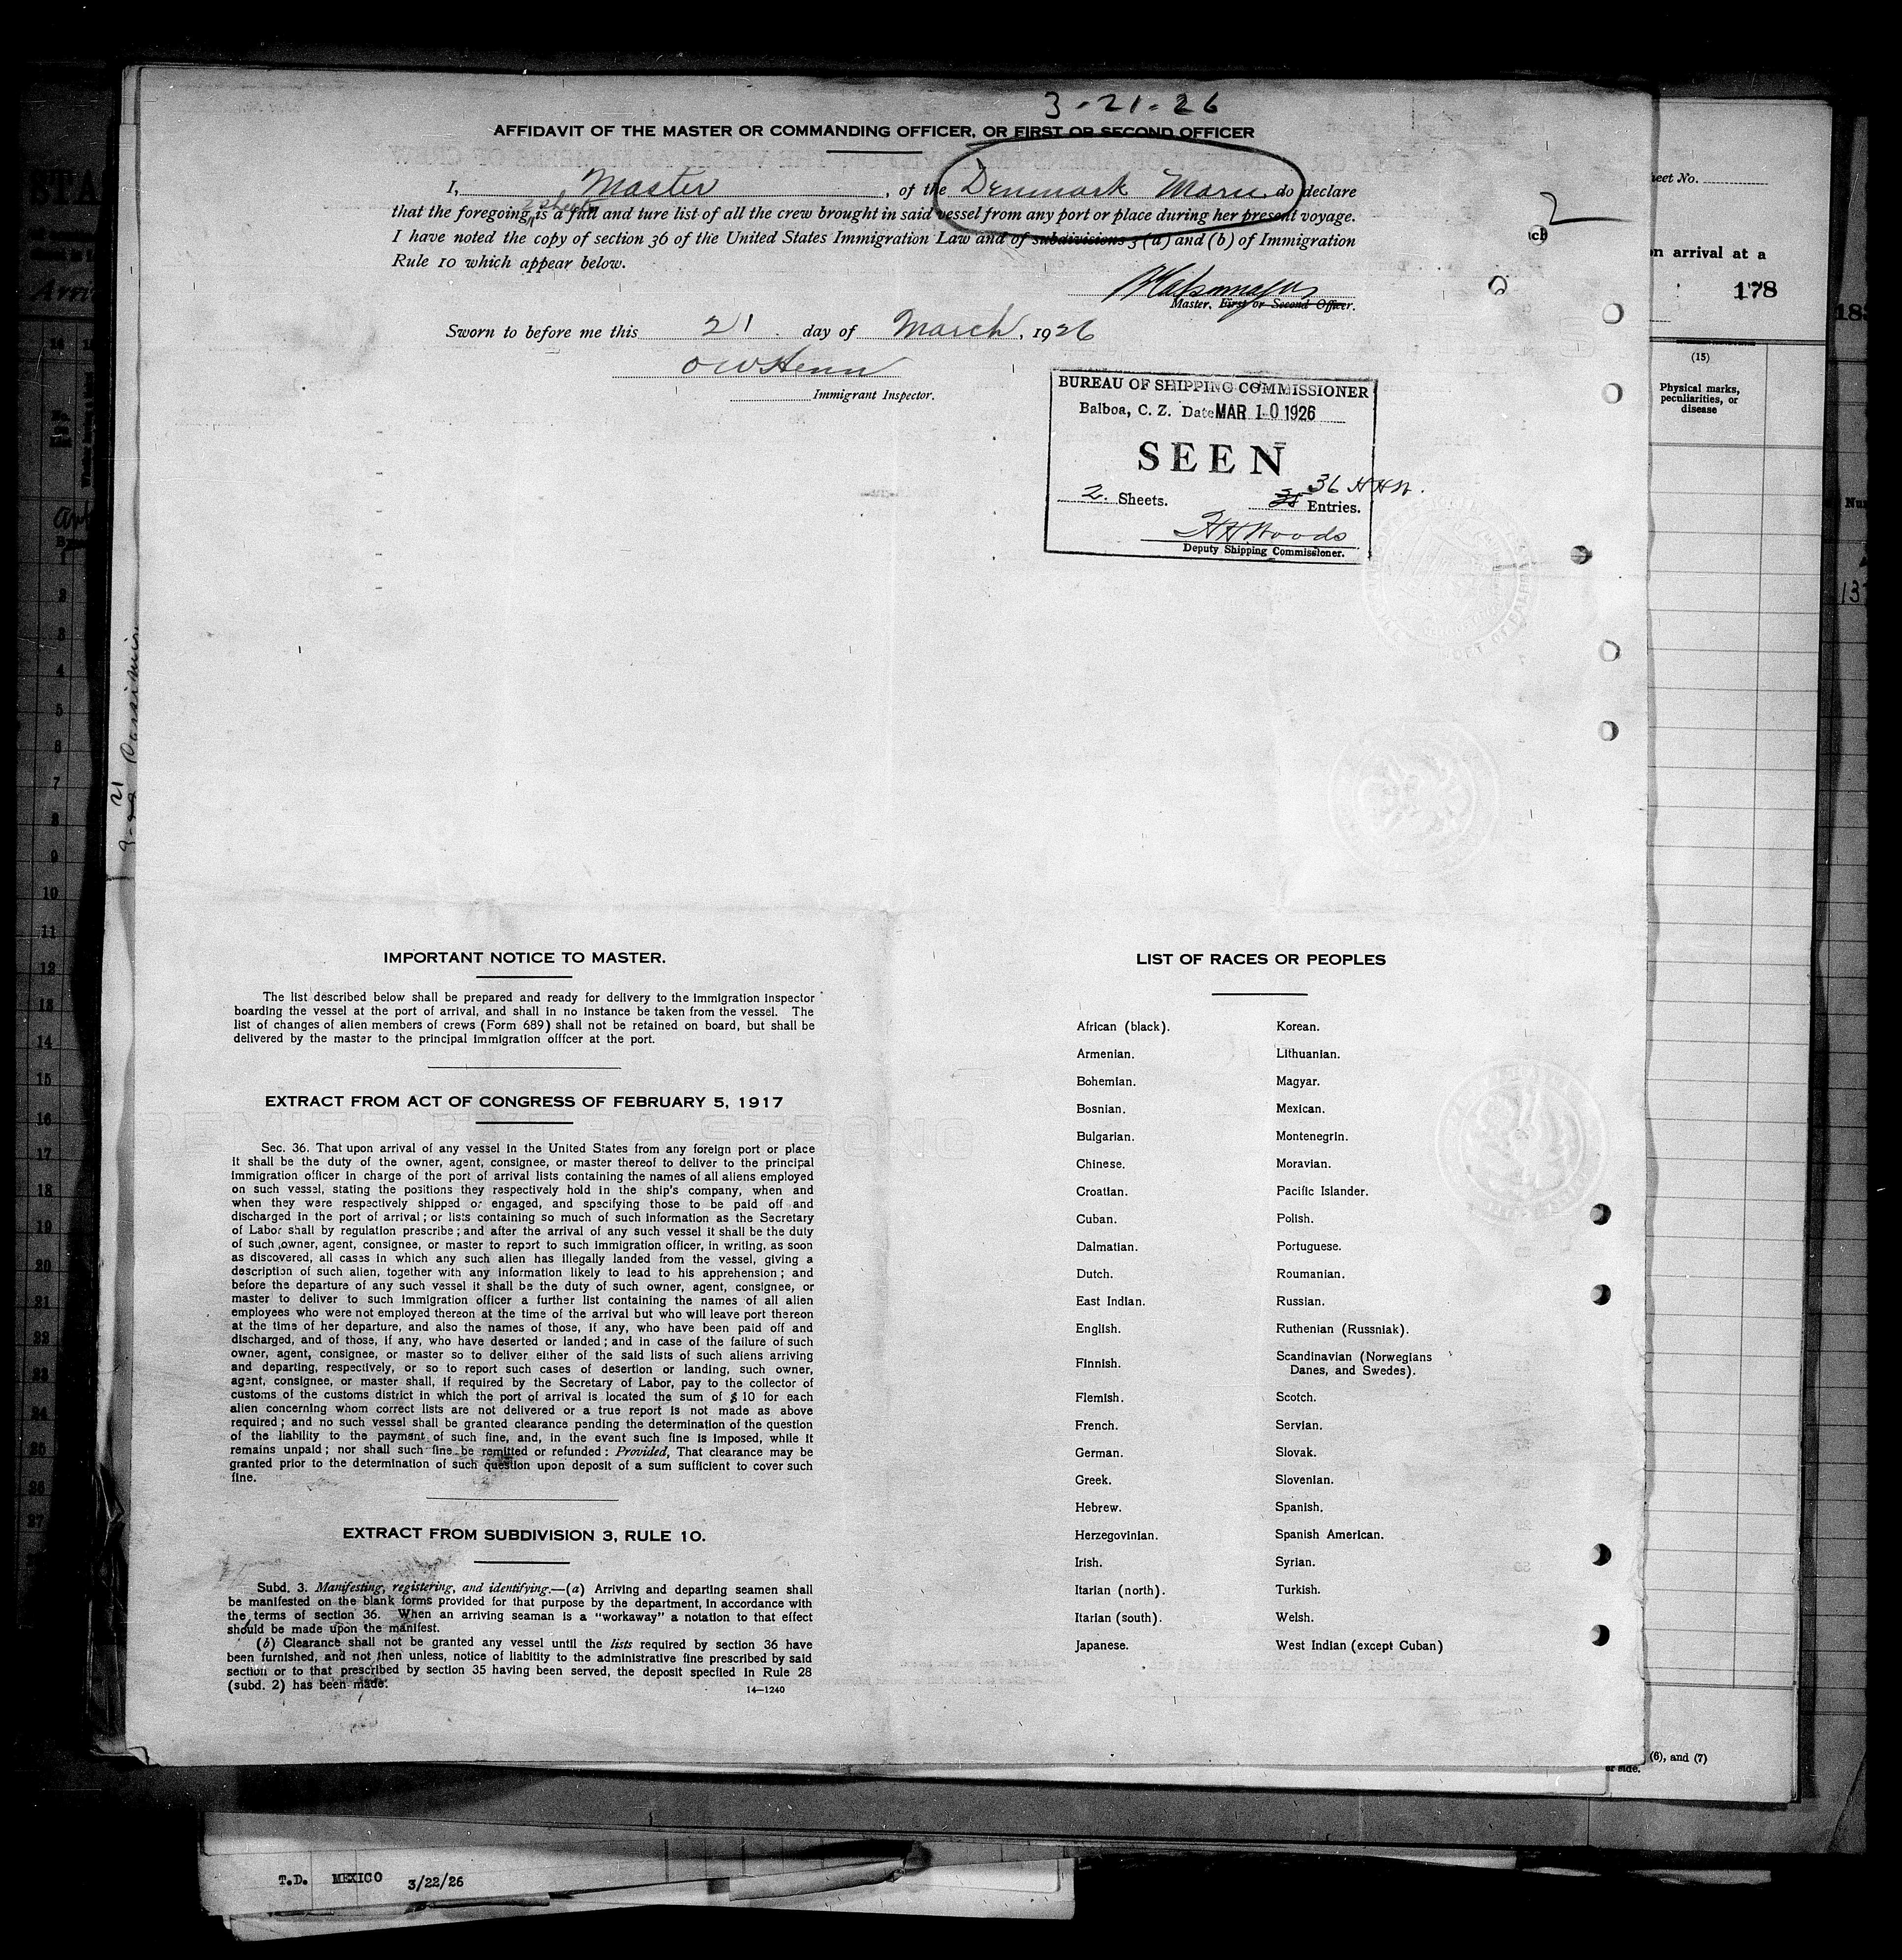 3-21-26
AFFIDAVIT OF THE MASTER OR COMMANDING OFFICER, OR FIRST OR SECOND OFFICER
I, Master, of the Denmark Maru do declare
2 sheets
that the foregoing is a full and ture list of all the crew brought in said vessel from any port or place during her present voyage.
I have noted the copy of section 36 of the United States Immigration Law and of subdivisions 3 (a) and (b) of Immigration
Rule 10 which appear below.
2
Master, First or Second Officer.
Sworn to before me this 21 day of March, 1926
OW Henn
Immigrant Inspector.
BUREAU OF SHIPPING COMMISSIONER
Balboa, C. Z. Date MAR 10 1926
SEEN
36 HHW.
2 Sheets. 35 Entries.
HH Woods
Deputy Shipping Commissioner.
IMPORTANT NOTICE TO MASTER.
The list described below shall be prepared and ready for delivery to the immigration inspector
boarding the vessel at the port of arrival, and shall in no instance be taken from the vessel. The
list of changes of alien members of crews (Form 689) shall not be retained on board, but shall be
delivered by the master to the principal immigration officer at the port.
EXTRACT FROM ACT OF CONGRESS OF FEBRUARY 5, 1917
Sec. 36. That upon arrival of any vessel in the United States from any foreign port or place
it shall be the duty of the owner, agent, consignee, or master thereof to deliver to the principal
immigration officer in charge of the port of arrival lists containing the names of all aliens employed
on such vessel, stating the positions they respectively hold in the ship's company, when and
when they were respectively shipped or engaged, and specifying those to be paid off and
discharged in the port of arrival; or lists containing so much of such information as the Secretary
of Labor shall by regulation prescribe; and after the arrival of any such vessel it shall be the duty
of such owner, agent, consignee, or master to report to such immigration officer, in writing, as soon
as discovered, all cases in which any such alien has illegally landed from the vessel, giving a
description of such alien, together with any information likely to lead to his apprehension; and
before the departure of any such vessel it shall be the duty of such owner, agent, consignee, or
master to deliver to such immigration officer a further list containing the names of all alien
employees who were not employed thereon at the time of the arrival but who will leave port thereon
at the time of her departure, and also the names of those, if any, who have been paid off and
discharged, and of those, if any, who have deserted or landed; and in case of the failure of such
owner, agent, consignee, or master so to deliver either of the said lists of such aliens arriving
and departing, respectively, or so to report such cases of desertion or landing, such owner,
agent, consignee, or master shall, if required by the Secretary of Labor, pay to the collector of
customs of the customs district in which the port of arrival is located the sum of $ 10 for each
alien concerning whom correct lists are not delivered or a true report is not made as above
required; and no such vessel shall be granted clearance pending the determination of the question
of the liability to the payment of such fine, and, in the event such fine is imposed, while it
remains unpaid; nor shall such fine be remitted or refunded: Provided, That clearance may be
granted prior to the determination of such question upon deposit of a sum sufficient to cover such
fine.
EXTRACT FROM SUBDIVISION 3, RULE 10.
Subd. 3. Manifesting, registering, and identifying.—(a) Arriving and departing seamen shall
be manifested on the blank forms provided for that purpose by the department, in accordance with
the terms of section 36. When an arriving seaman is a "workaway" a notation to that effect
should be made upon the manifest.
(b) Clearance shall not be granted any vessel until the lists required by section 36 have
been furnished, and not then unless, notice of liabitity to the administrative fine prescribed by said
section or to that prescribed by section 35 having been served, the deposit specfied in Rule 28
(subd. 2) has been made.
14—1240
LIST OF RACES OR PEOPLES
African (black). Korean.
Armenian. Lithuanian.
Bohemian. Magyar.
Bosnian. Mexican.
Bulgarian. Montenegrin.
Chinese. Moravian.
Croatian. Pacific Islander.
Cuban. Polish.
Dalmatian. Portuguese.
Dutch. Roumanian.
East Indian. Russian.
English. Ruthenian (Russniak).
Finnish. Scandinavian (Norwegians
Danes, and Swedes).
Flemish. Scotch.
French. Servian.
German. Slovak.
Greek. Slovenian.
Hebrew. Spanish.
Herzegovinian. Spanish American.
Irish. Syrian.
Itarian (north). Turkish.
Itarian (south). Welsh.
Japanese. West Indian (except Cuban)
Sheet No.
on arrival at a
178
(15)
Physical marks,
peculiarities, or
disease
(6), and (7)
er side.
T.D. MEXICO 3/22/26